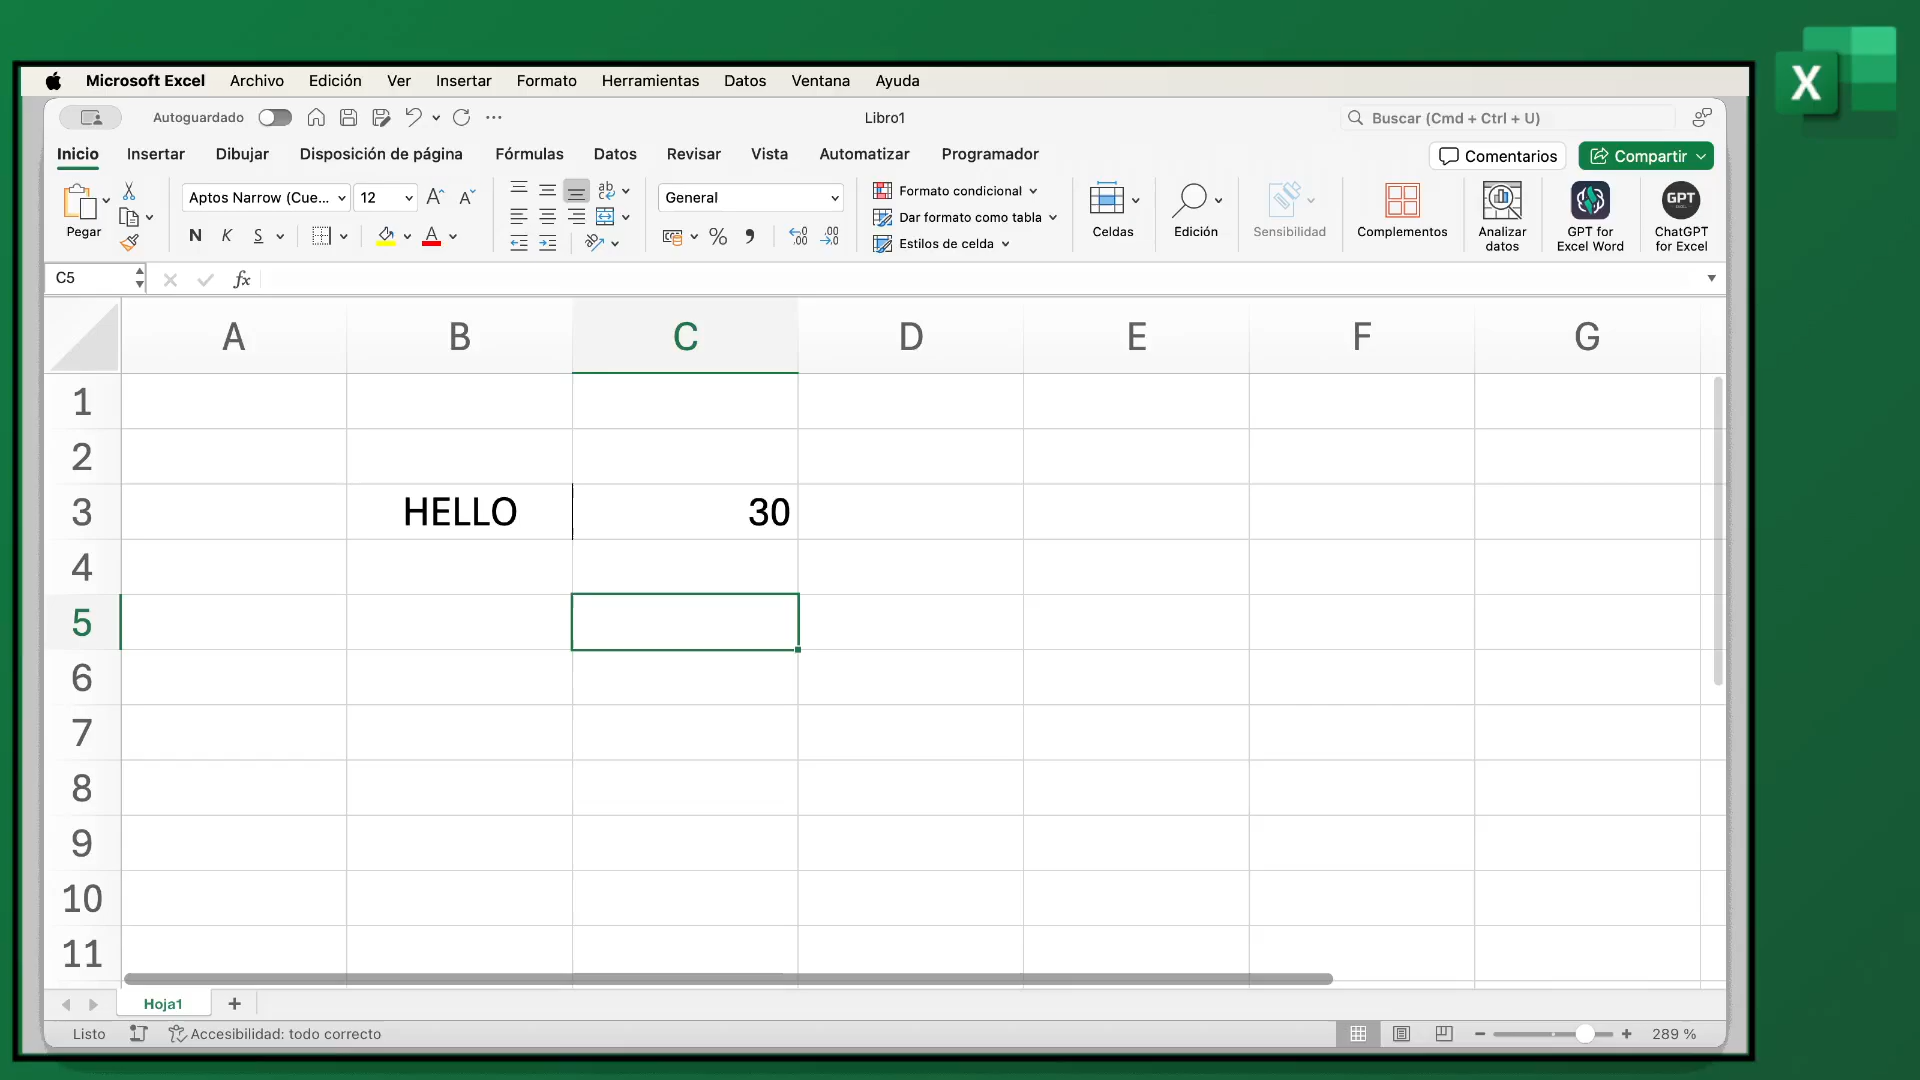 Microsoft Excel Archivo Edición Ver Insertar Formato Herramientas Datos Ventana Ayuda
X
Autoguardado Libro1 Buscar (Cmd + Ctrl + U)
Inicio Insertar Dibujar Disposición de página Fórmulas Datos Revisar Vista Automatizar Programador Comentarios Compartir
Pegar
Aptos Narrow (Cue... 12 A A
ab
General
Formato condicional
Dar formato como tabla
Estilos de celda
N K S A
% , .00 .00
Celdas
Edición
Sensibilidad
Complementos
Analizar
datos
GPT for
Excel Word
GPT
ChatGPT
for Excel
C5 fx
A B C D E F G
1
2
3 HELLO 30
4
5
6
7
8
9
10
11
Hoja1 +
Listo Accesibilidad: todo correcto 289 %